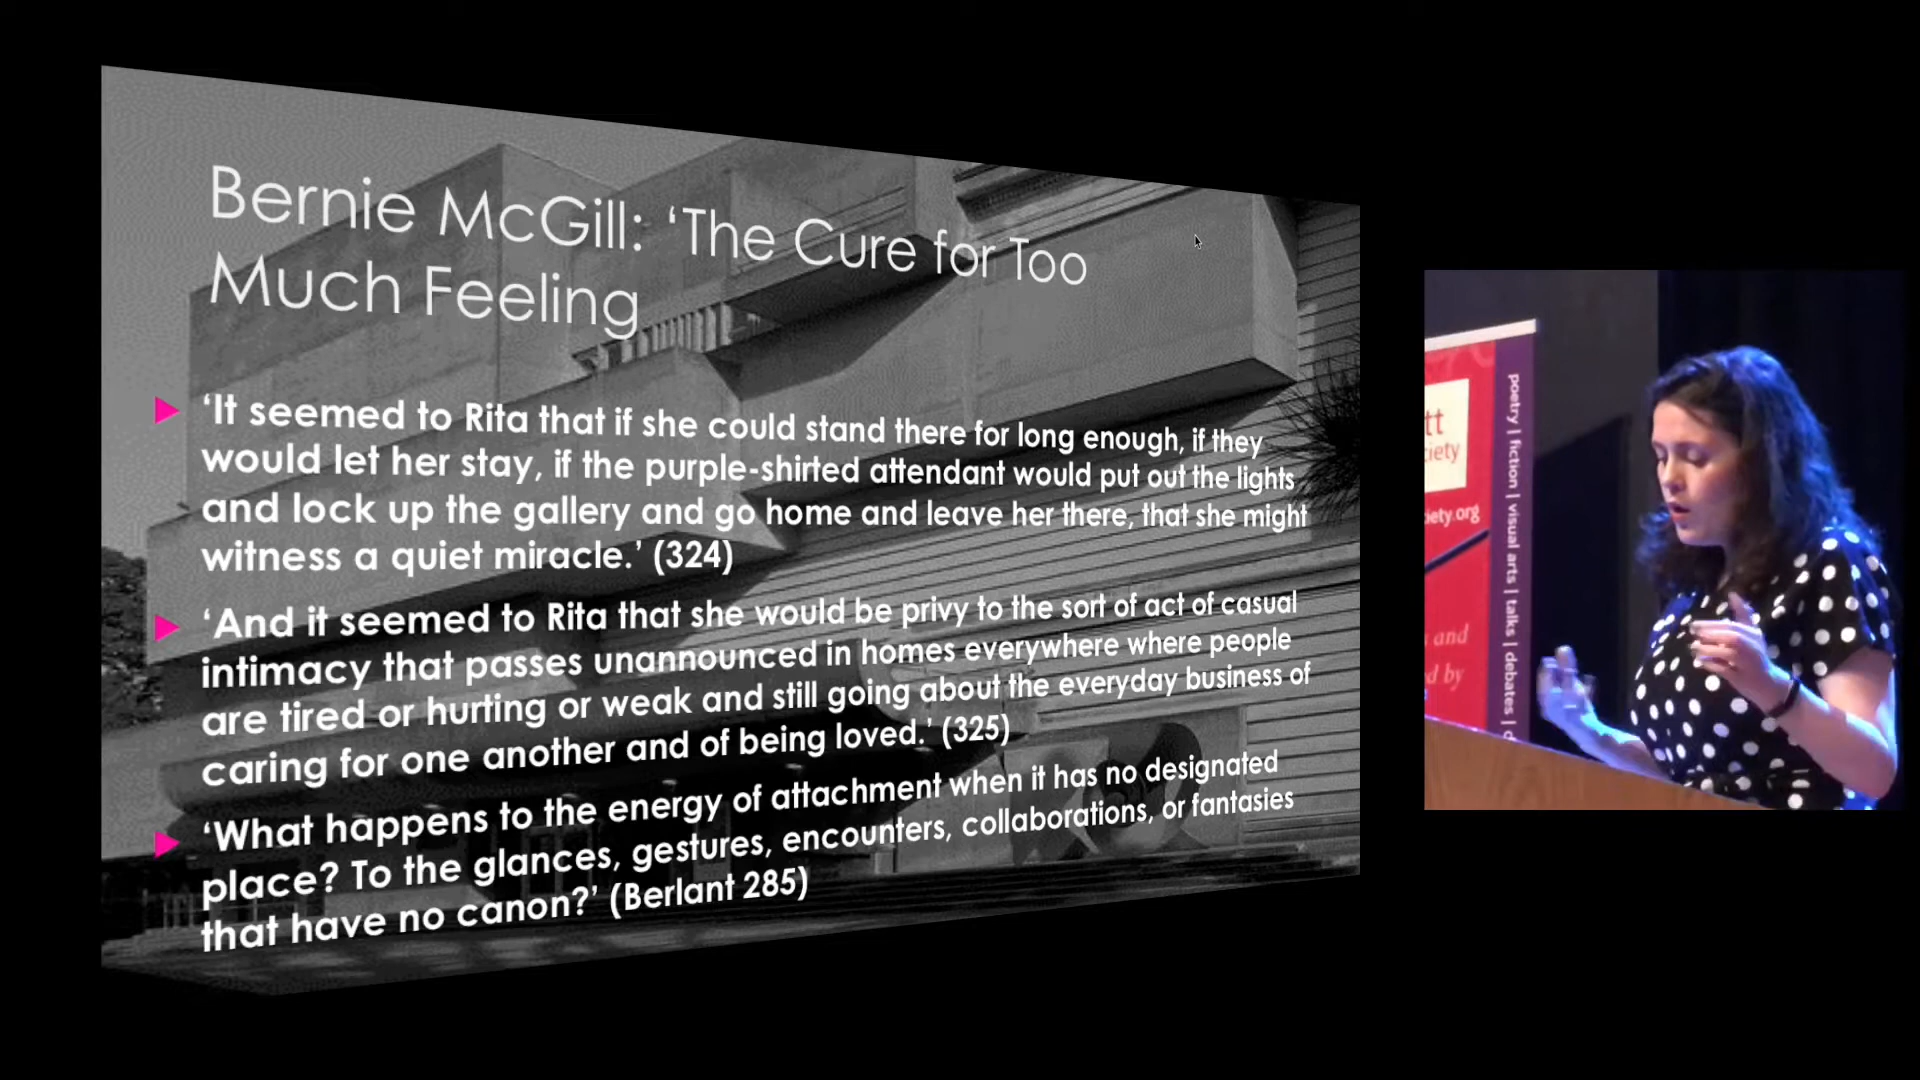 Bernie McGill: ‘The Cure for Too
Much Feeling
‘It seemed to Rita that if she could stand there for long enough, if they
would let her stay, if the purple-shirted attendant would put out the lights
and lock up the gallery and go home and leave her there, that she might
witness a quiet miracle.’ (324)
‘And it seemed to Rita that she would be privy to the sort of act of casual
intimacy that passes unannounced in homes everywhere where people
are tired or hurting or weak and still going about the everyday business of
caring for one another and of being loved.’ (325)
‘What happens to the energy of attachment when it has no designated
place? To the glances, gestures, encounters, collaborations, or fantasies
that have no canon?’ (Berlant 285)
tt
iety
iety.org
and
d by
poetry | fiction | visual arts | talks | debates | d